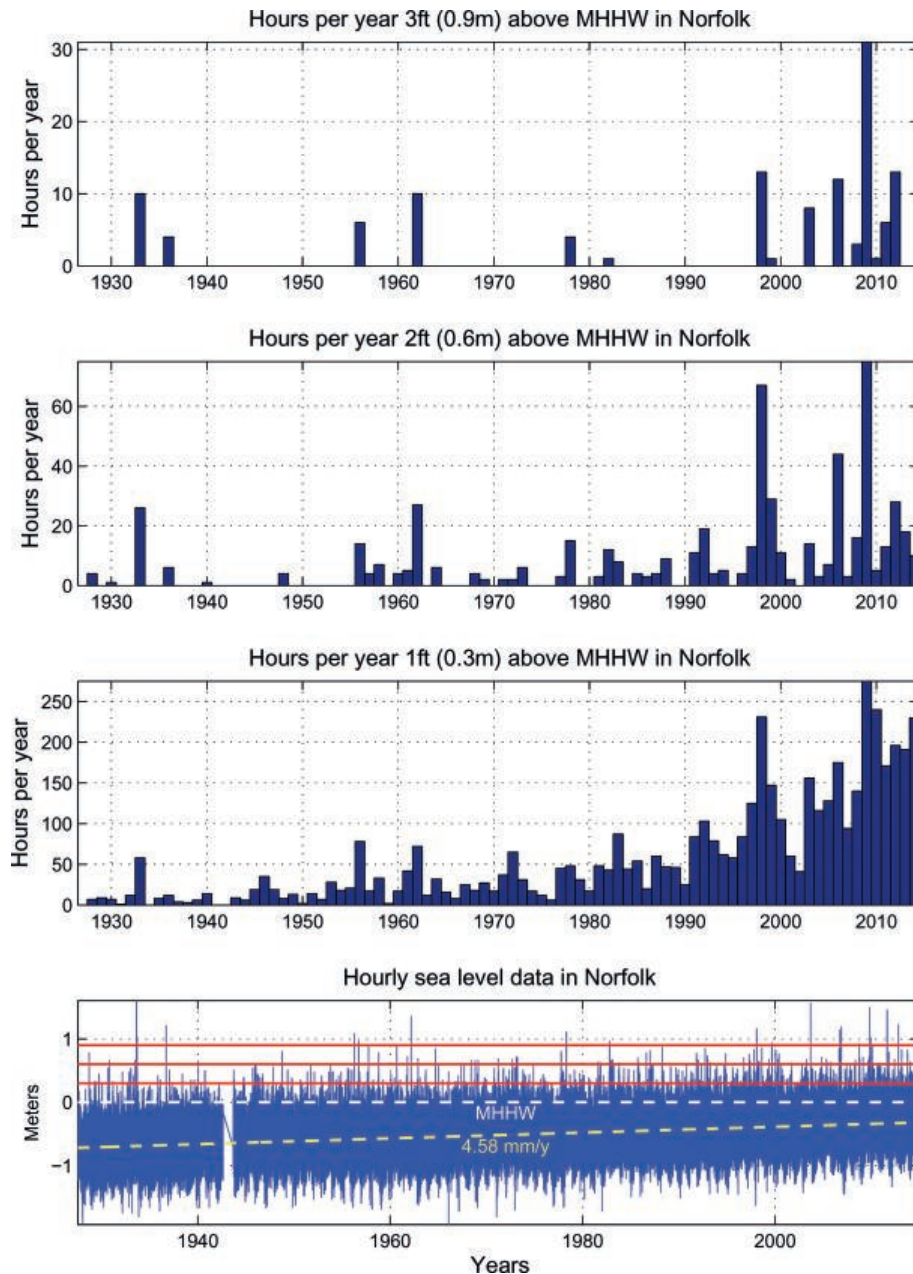 Hours per year 3ft (0.9m) above MHHW in Norfolk
Hours per year
30
20
10
0
1930 1940 1950 1960 1970 1980 1990 2000 2010
Hours per year 2ft (0.6m) above MHHW in Norfolk
Hours per year
60
40
20
0
1930 1940 1950 1960 1970 1980 1990 2000 2010
Hours per year 1ft (0.3m) above MHHW in Norfolk
Hours per year
250
200
150
100
50
0
1930 1940 1950 1960 1970 1980 1990 2000 2010
Hourly sea level data in Norfolk
Meters
1
0
−1
MHHW
4.58 mm/y
1940 1960 1980 2000
Years